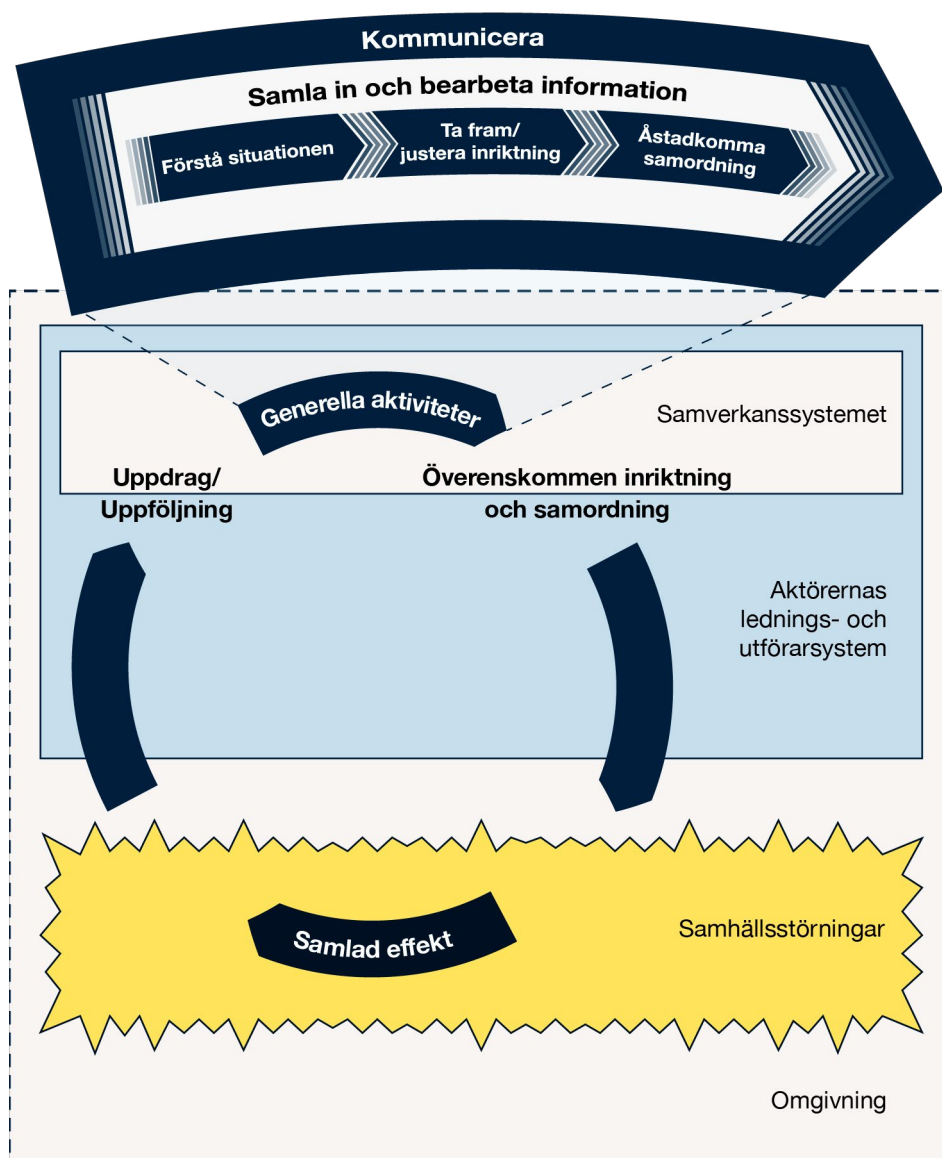 Kommunicera
Samla in och bearbeta information
Förstå situationen
Ta fram/
justera inriktning
Åstadkomma
samordning
Generella aktiviteter
Samverkanssystemet
Uppdrag/
Uppföljning
Överenskommen inriktning
och samordning
Aktörernas
lednings- och
utförarsystem
Samlad effekt
Samhällsstörningar
Omgivning